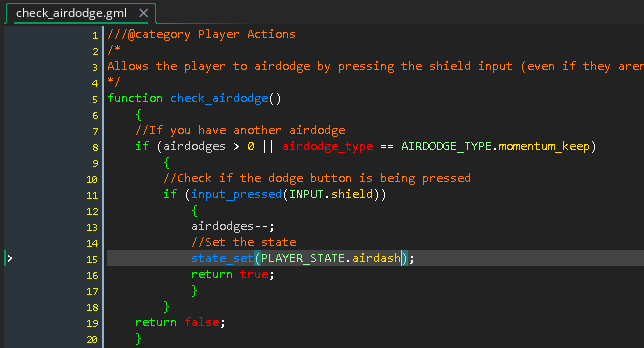 check_airdodge.gml ×
1 ///@category Player Actions
2 /*
3 Allows the player to airdodge by pressing the shield input (even if they aren
4 */
5 function check_airdodge()
6 {
7 //If you have another airdodge
8 if (airdodges > 0 || airdodge_type == AIRDODGE_TYPE.momentum_keep)
9 {
10 //Check if the dodge button is being pressed
11 if (input_pressed(INPUT.shield))
12 {
13 airdodges--;
14 //Set the state
15 state_set(PLAYER_STATE.airdash);
16 return true;
17 }
18 }
19 return false;
20 }